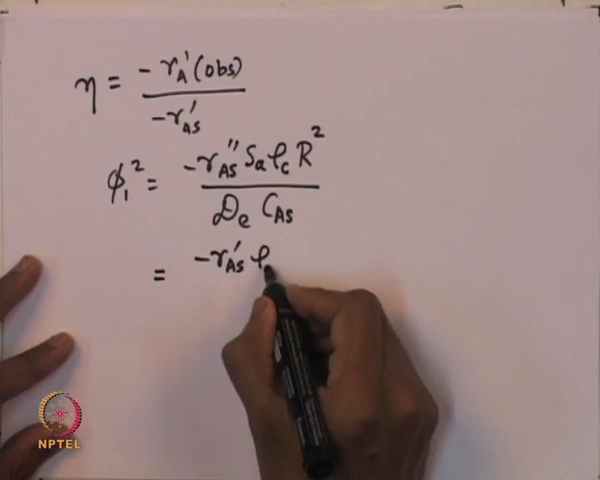 η = -r'A (obs) / -r'AS
ϕ₁² = -r''AS Sa ρc R² / De CAS
= -r'AS ρ
NPTEL